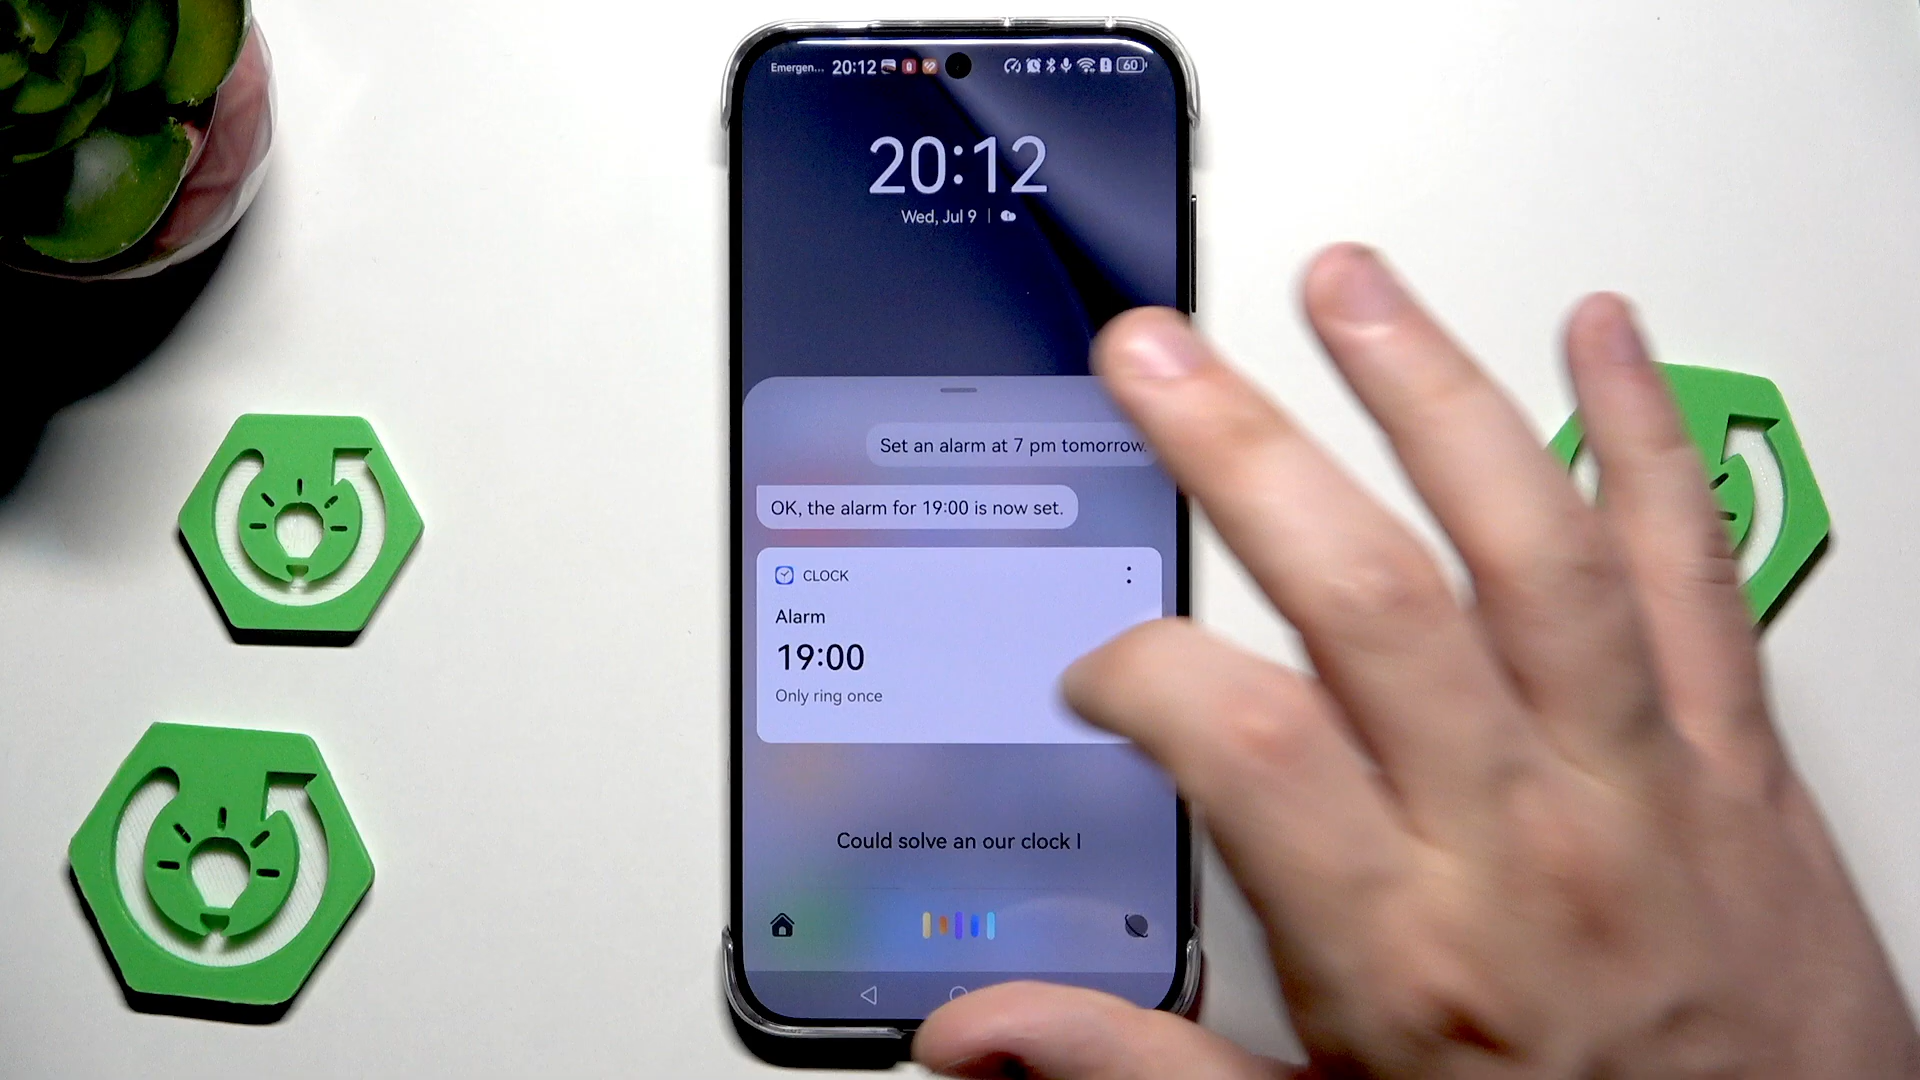 Emergen... 20:12 60
20:12
Wed, Jul 9
Set an alarm at 7 pm tomorrow.
OK, the alarm for 19:00 is now set.
CLOCK
Alarm
19:00
Only ring once
Could solve an our clock I